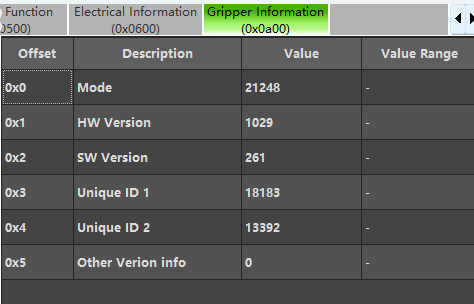 Function Electrical Information Gripper Information
0500) (0x0600) (0x0a00)
Offset Description Value Value Range
0x0 Mode 21248 -
0x1 HW Version 1029 -
0x2 SW Version 261 -
0x3 Unique ID 1 18183 -
0x4 Unique ID 2 13392 -
0x5 Other Verion info 0 -